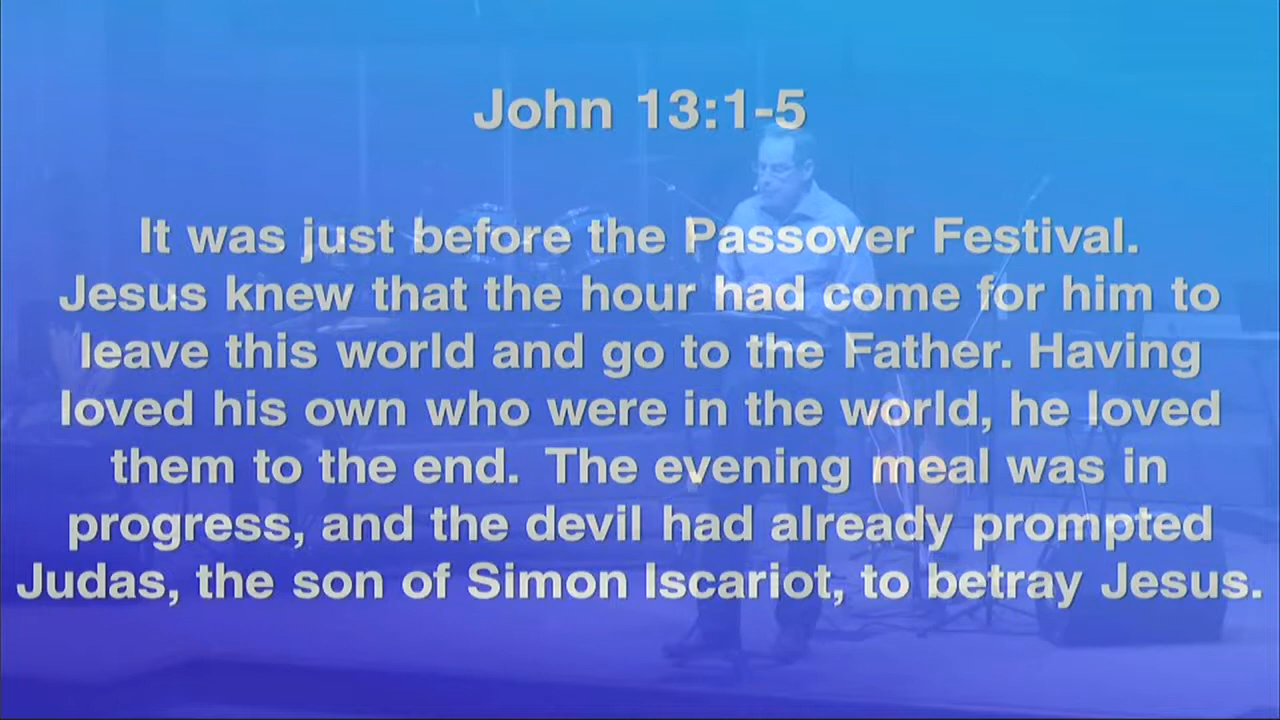 John 13:1-5
It was just before the Passover Festival.
Jesus knew that the hour had come for him to
leave this world and go to the Father. Having
loved his own who were in the world, he loved
them to the end. The evening meal was in
progress, and the devil had already prompted
Judas, the son of Simon Iscariot, to betray Jesus.